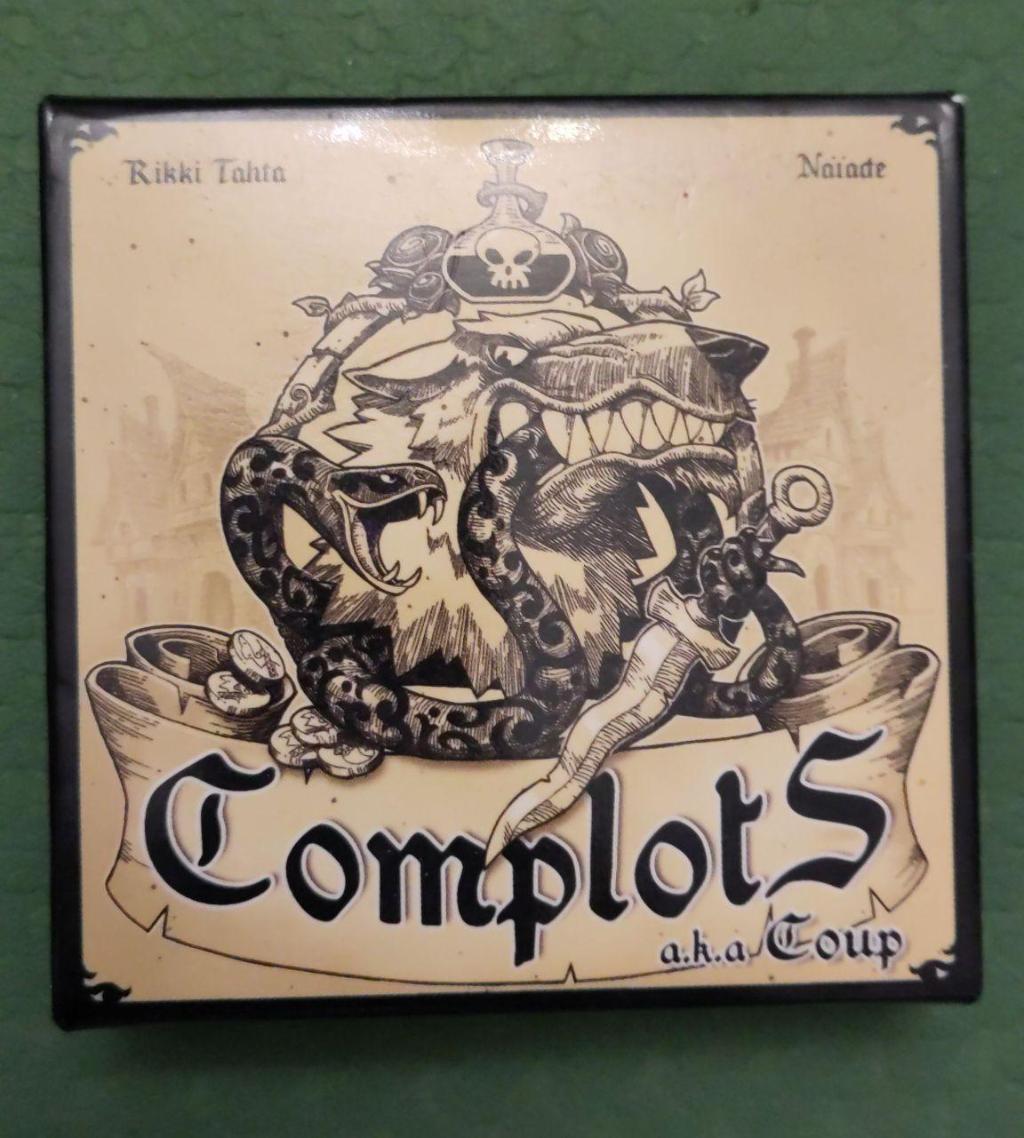 Rikki Tahta
Naïade
ComplotS
a.k.a Coup